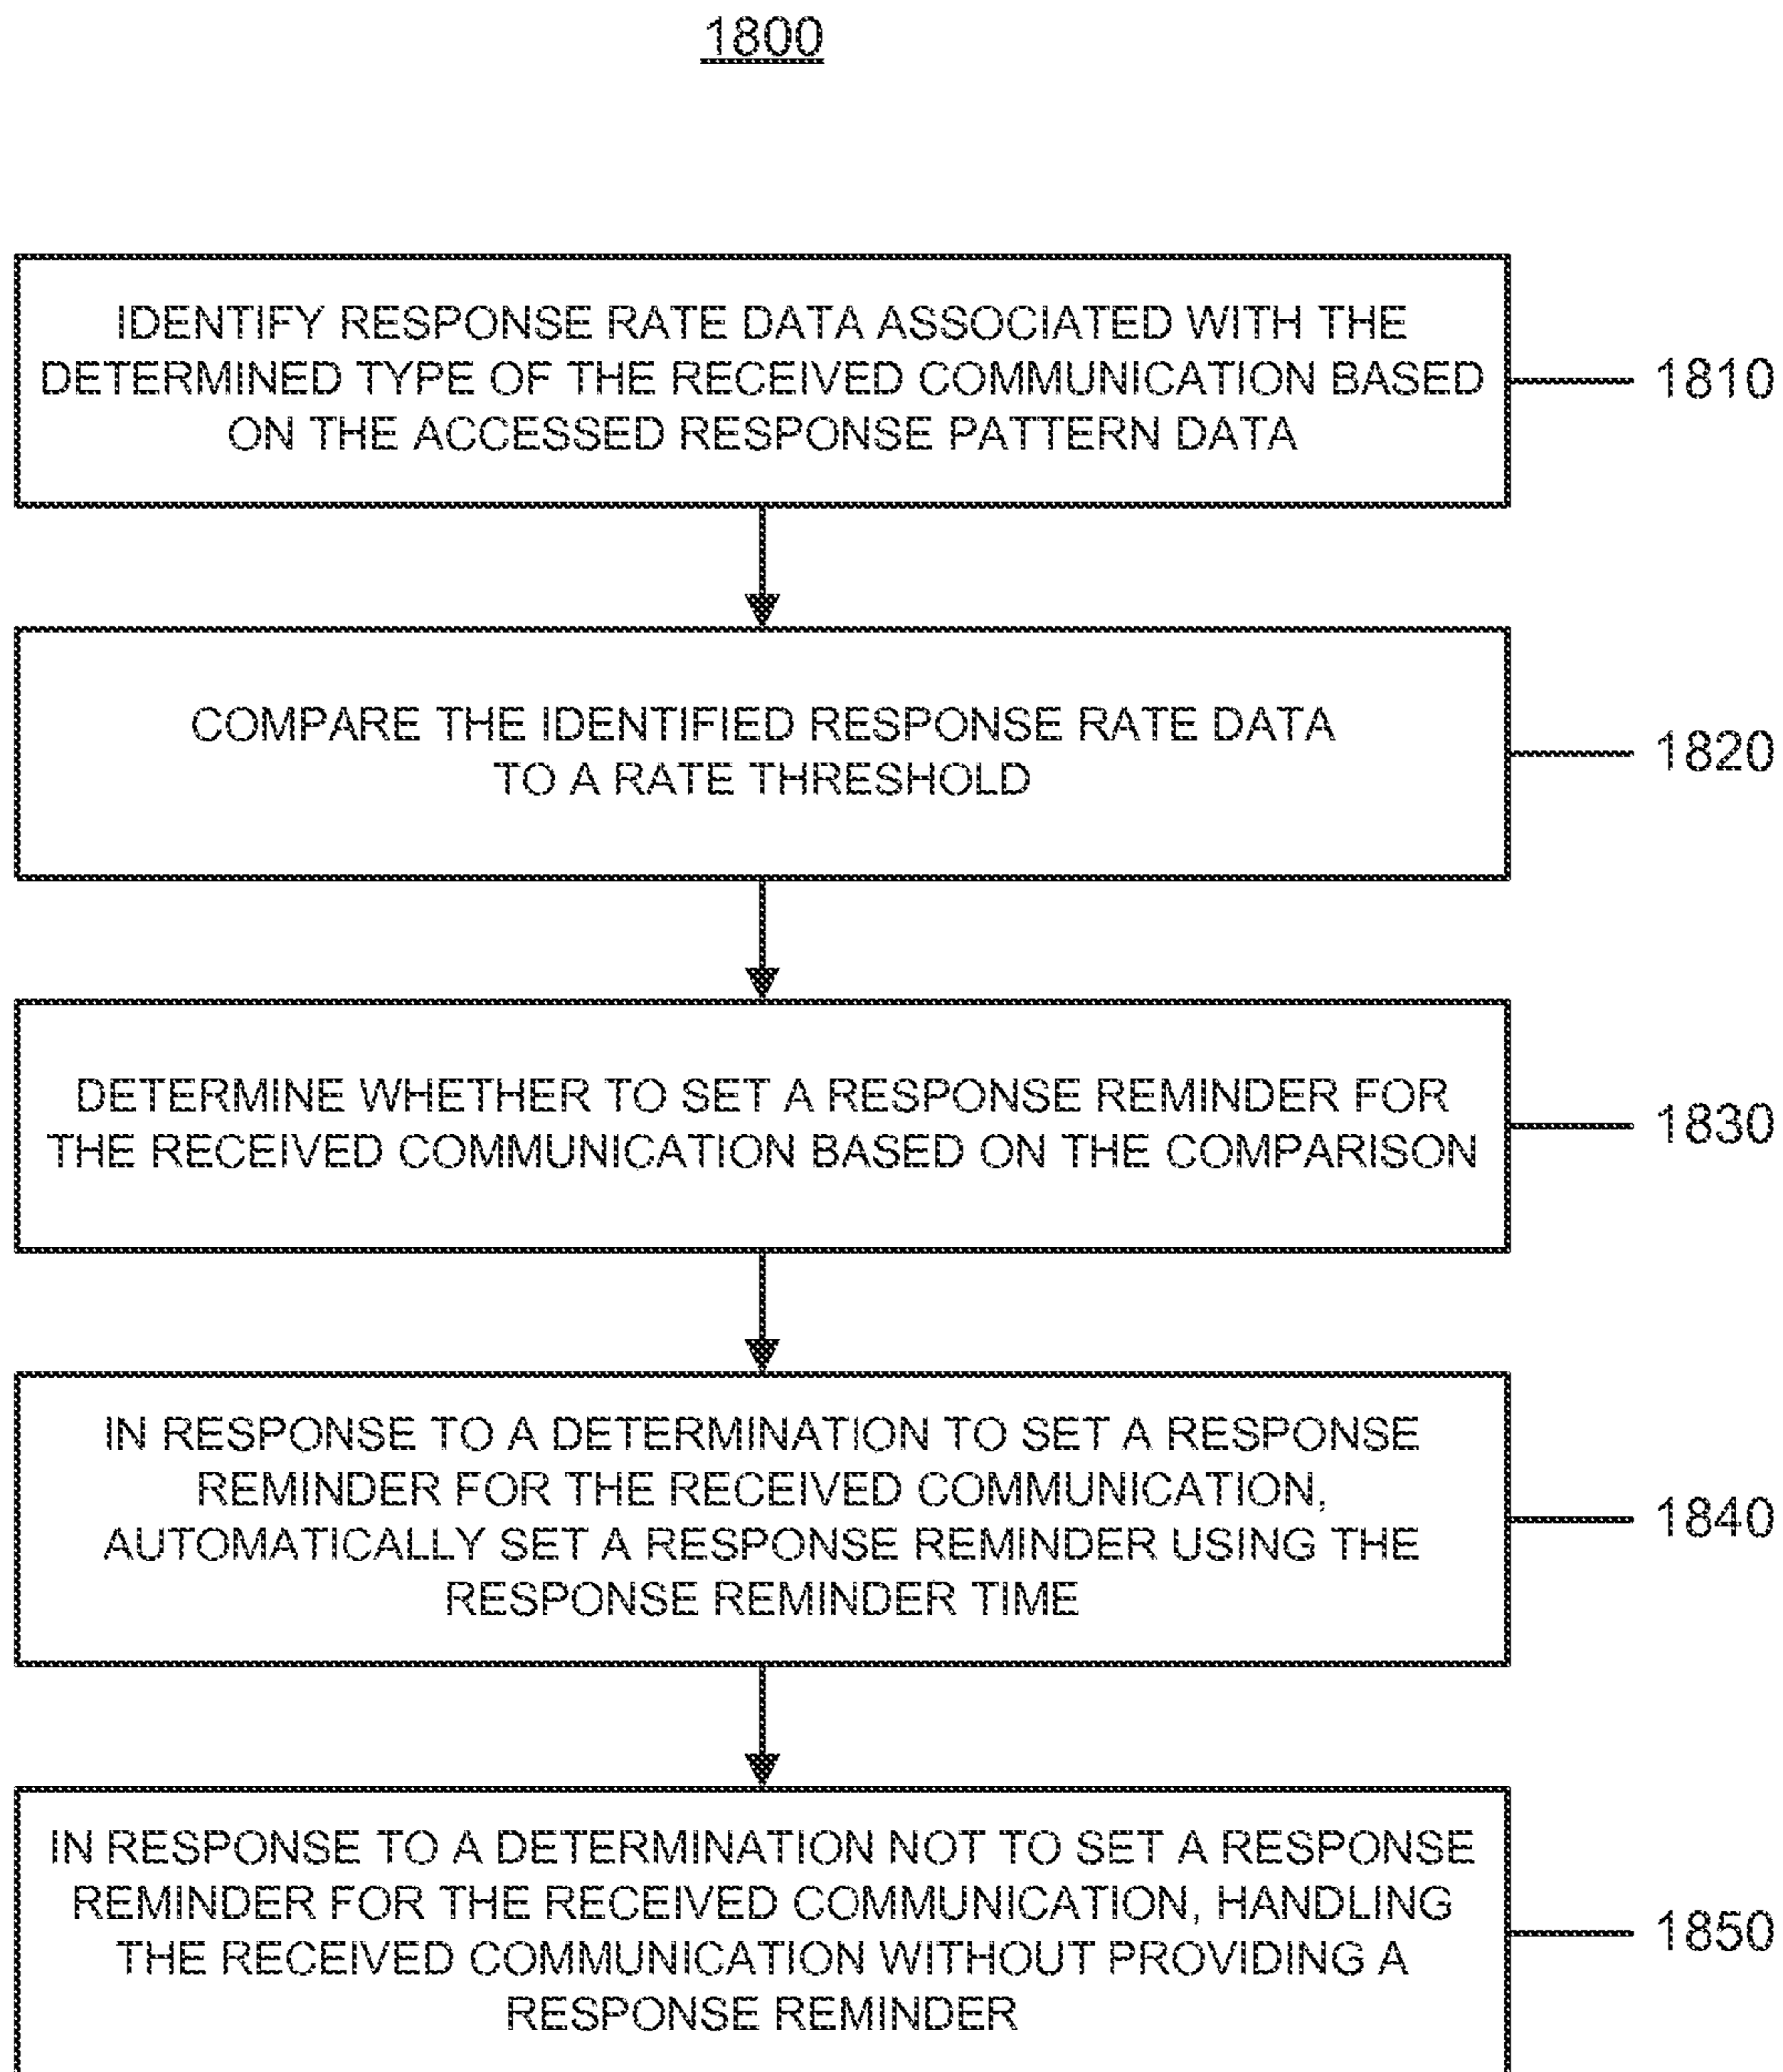 1800
IDENTIFY RESPONSE RATE DATA ASSOCIATED WITH THE
DETERMINED TYPE OF THE RECEIVED COMMUNICATION BASED
ON THE ACCESSED RESPONSE PATTERN DATA
1810
COMPARE THE IDENTIFIED RESPONSE RATE DATA
TO A RATE THRESHOLD
1820
DETERMINE WHETHER TO SET A RESPONSE REMINDER FOR
THE RECEIVED COMMUNICATION BASED ON THE COMPARISON
1830
IN RESPONSE TO A DETERMINATION TO SET A RESPONSE
REMINDER FOR THE RECEIVED COMMUNICATION,
AUTOMATICALLY SET A RESPONSE REMINDER USING THE
RESPONSE REMINDER TIME
1840
IN RESPONSE TO A DETERMINATION NOT TO SET A RESPONSE
REMINDER FOR THE RECEIVED COMMUNICATION, HANDLING
THE RECEIVED COMMUNICATION WITHOUT PROVIDING A
RESPONSE REMINDER
1850